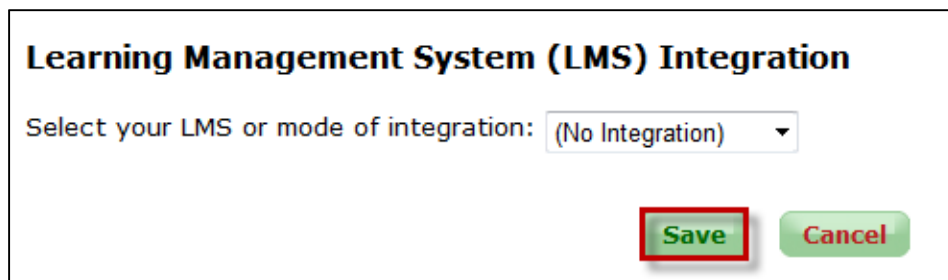 Learning Management System (LMS) Integration
Select your LMS or mode of integration: (No Integration)
Save Cancel